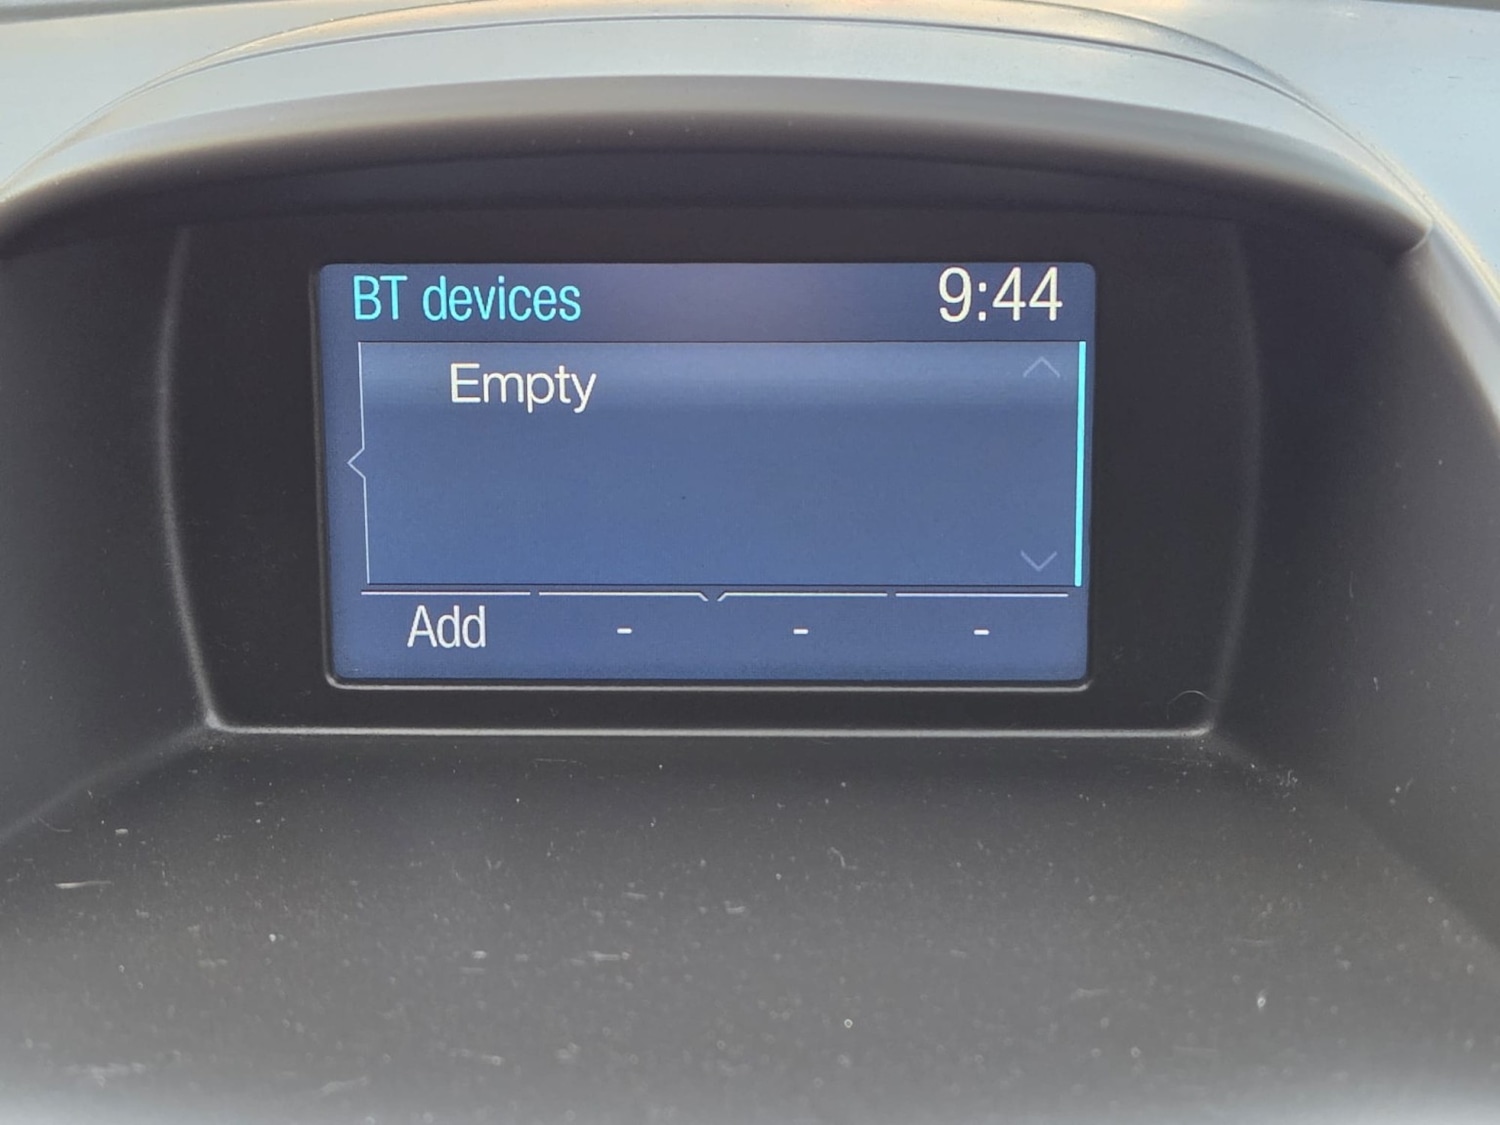 BT devices 9:44
Empty
Add - - -